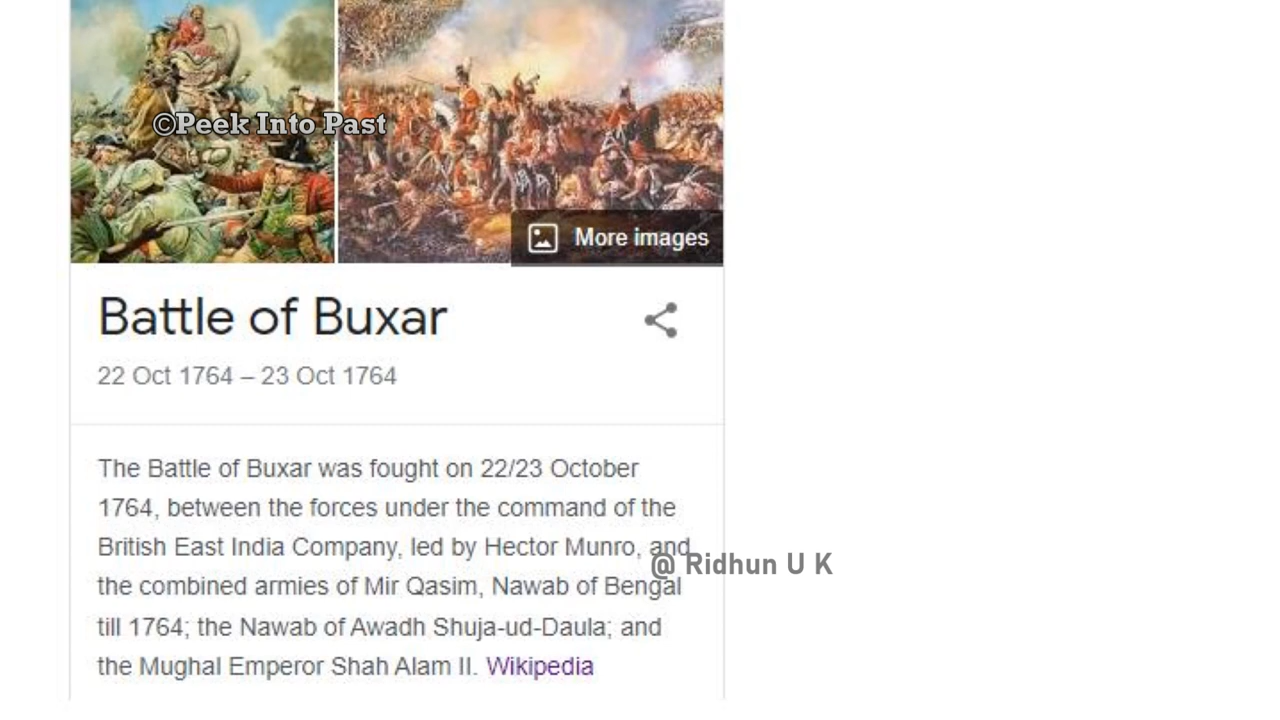 ©Peek Into Past
More images
Battle of Buxar
22 Oct 1764 – 23 Oct 1764
The Battle of Buxar was fought on 22/23 October
1764, between the forces under the command of the
British East India Company, led by Hector Munro, and
@ Ridhun U K
the combined armies of Mir Qasim, Nawab of Bengal
till 1764; the Nawab of Awadh Shuja-ud-Daula; and
the Mughal Emperor Shah Alam II. Wikipedia